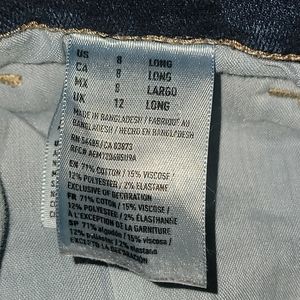 US 8 LONG
CA 8 LONG
MX 8 LARGO
UK 12 LONG
MADE IN BANGLADESH / FABRIQUÉ AU
BANGLADESH / HECHO EN BANGLADESH
RN 54485/CA 03873
EN 71% COTTON / 15% VISCOSE /
12% POLYESTER / 2% ELASTANE
EXCLUSIVE OF DECORATION
FR 71% COTON / 15% VISCOSE /
12% POLYESTER / 2% ÉLASTHANNE
À L'EXCEPTION DE LA GARNITURE
SP 71% algodón / 15% viscosa /
12% poliéster / 2% elastano
EXCEPTO DECORACIÓN